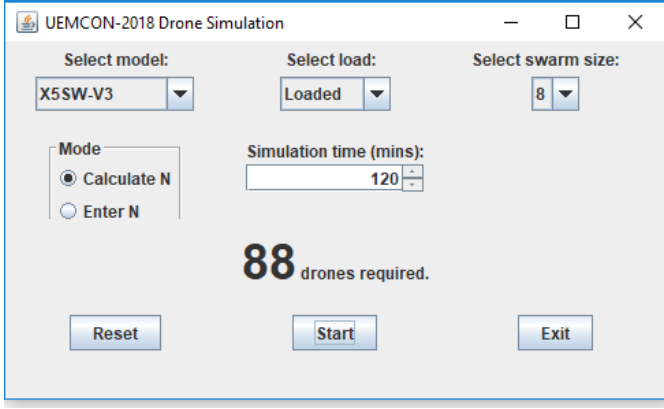 UEMCON-2018 Drone Simulation
Select model: Select load: Select swarm size:
X5SW-V3 Loaded 8
Mode Simulation time (mins):
Calculate N 120
Enter N
88 drones required.
Reset Start Exit